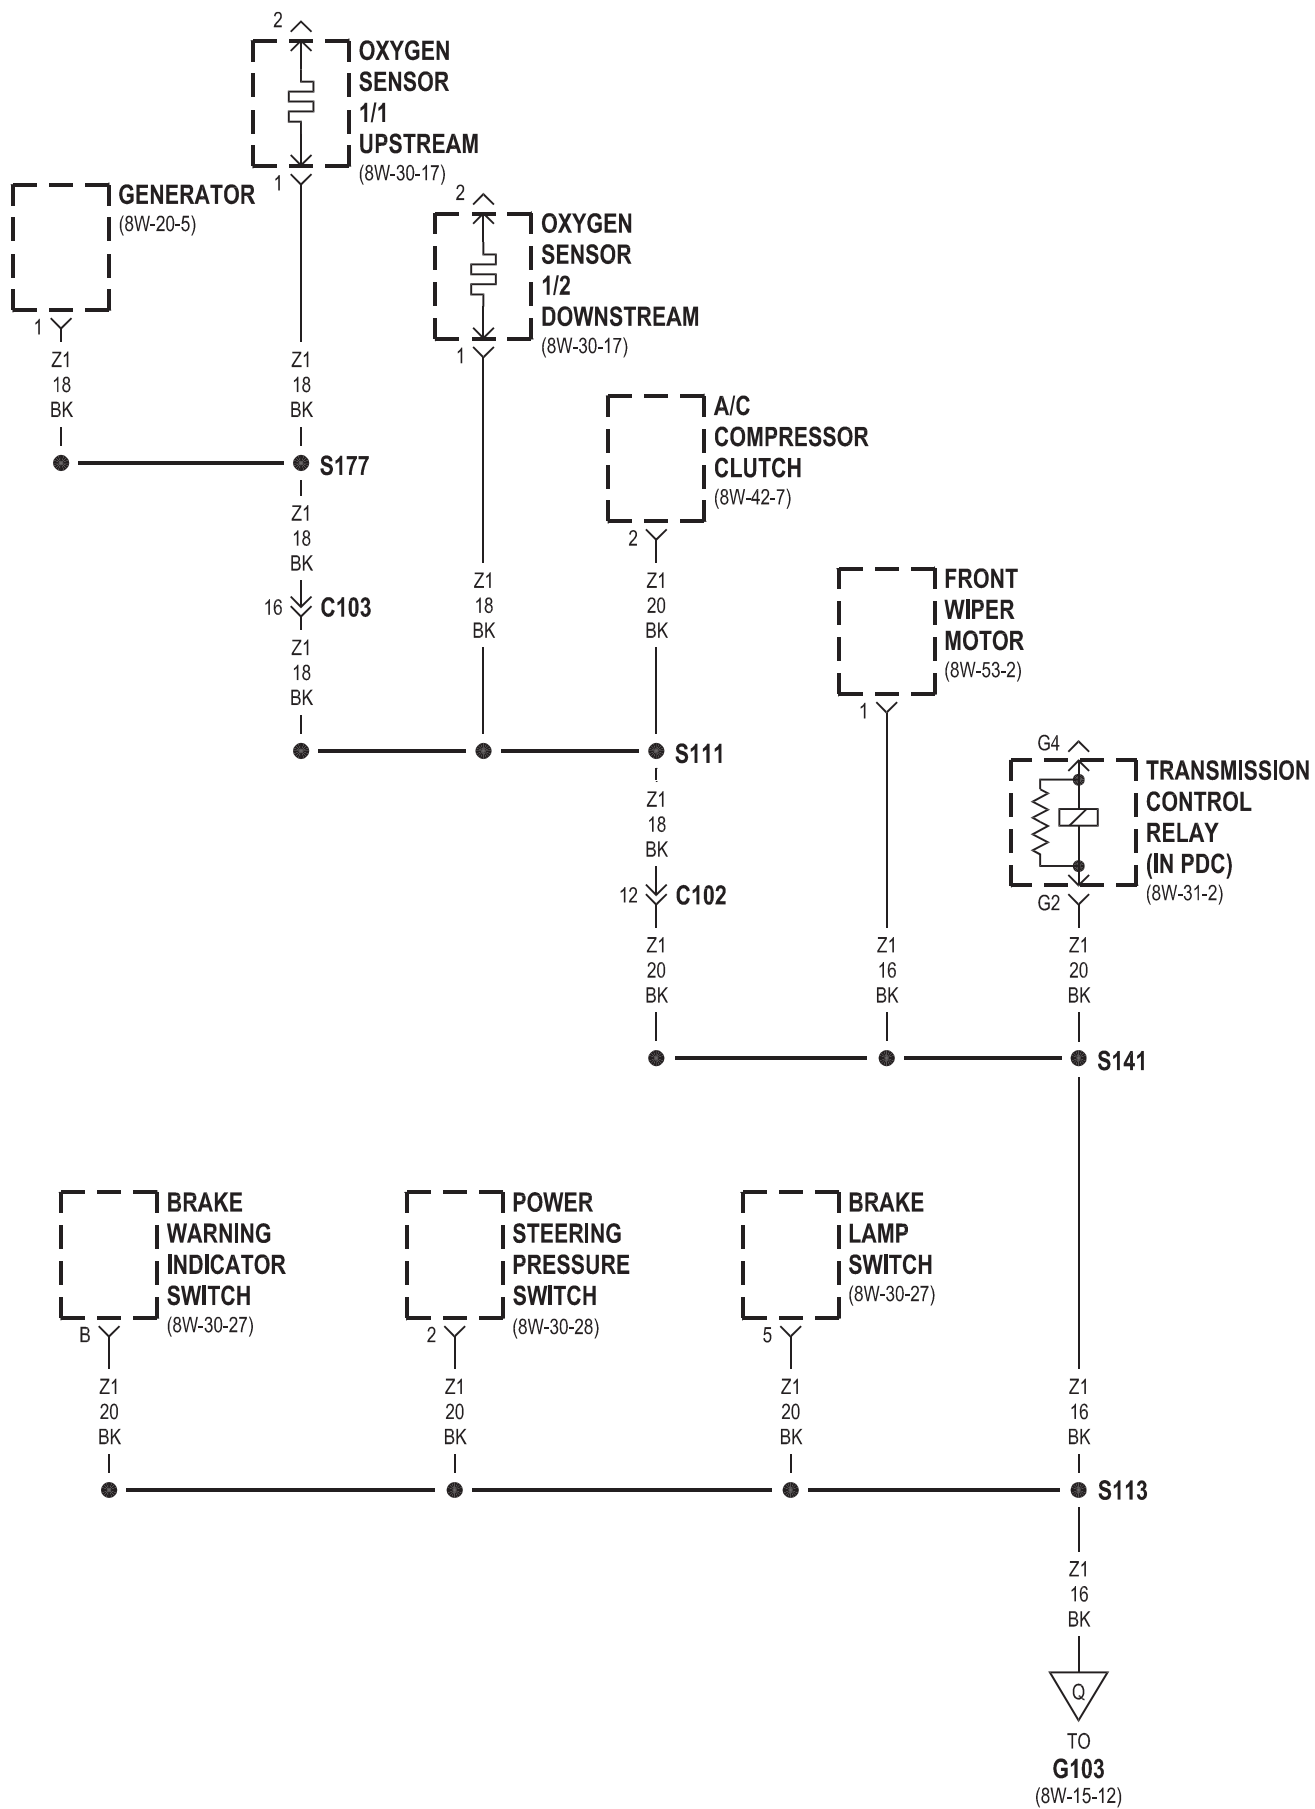 2
OXYGEN
SENSOR
1/1
UPSTREAM
(8W-30-17)
1
GENERATOR
(8W-20-5)
1
2
OXYGEN
SENSOR
1/2
DOWNSTREAM
(8W-30-17)
1
Z1
18
BK
Z1
18
BK
S177
A/C
COMPRESSOR
CLUTCH
(8W-42-7)
2
Z1
18
BK
16
C103
Z1
18
BK
Z1
18
BK
Z1
20
BK
S111
FRONT
WIPER
MOTOR
(8W-53-2)
1
G4
TRANSMISSION
CONTROL
RELAY
(IN PDC)
(8W-31-2)
G2
Z1
18
BK
12
C102
Z1
20
BK
Z1
16
BK
Z1
20
BK
S141
BRAKE
WARNING
INDICATOR
SWITCH
(8W-30-27)
B
POWER
STEERING
PRESSURE
SWITCH
(8W-30-28)
2
BRAKE
LAMP
SWITCH
(8W-30-27)
5
Z1
20
BK
Z1
20
BK
Z1
20
BK
Z1
16
BK
S113
Z1
16
BK
Q
TO
G103
(8W-15-12)